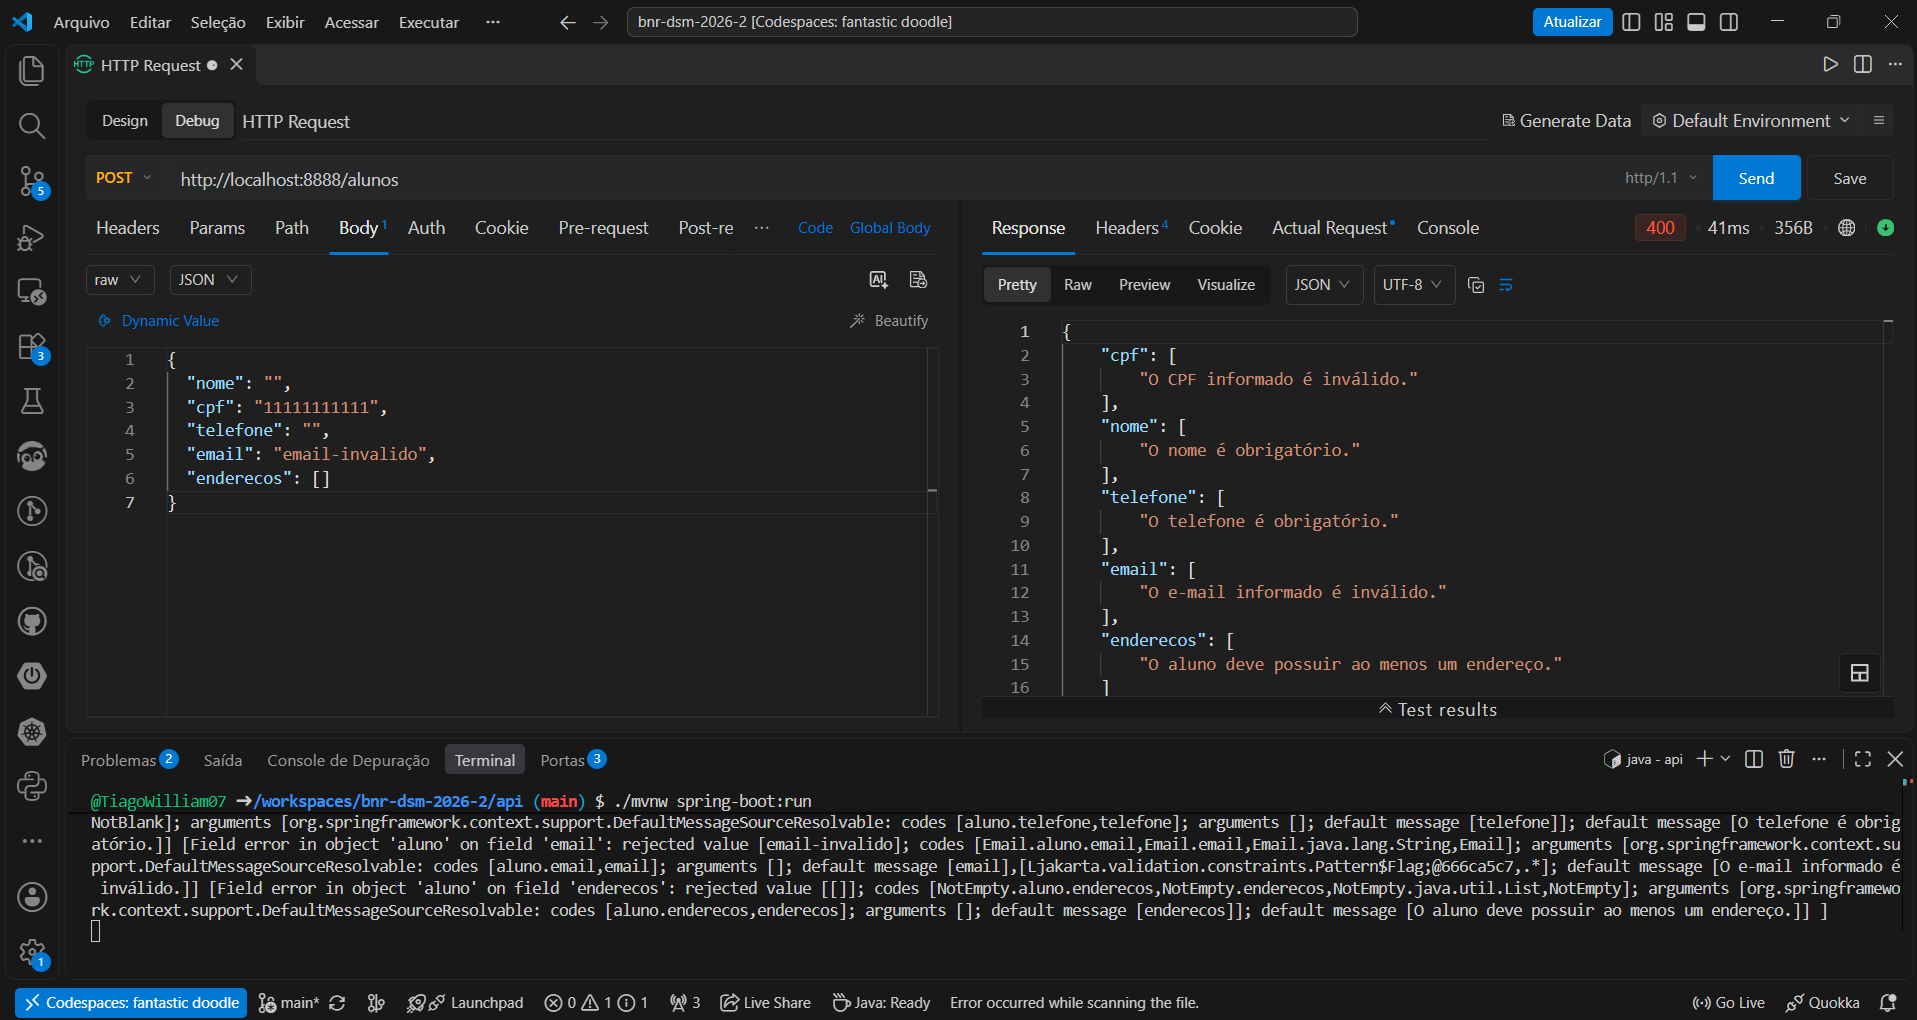 Arquivo Editar Seleção Exibir Acessar Executar ··· bnr-dsm-2026-2 [Codespaces: fantastic doodle] Atualizar
HTTP HTTP Request
Design Debug HTTP Request Generate Data Default Environment
POST http://localhost:8888/alunos http/1.1 Send Save
Headers Params Path Body 1 Auth Cookie Pre-request Post-re ··· Code Global Body
raw JSON
Dynamic Value Beautify
1 {
2 "nome": "",
3 "cpf": "11111111111",
4 "telefone": "",
5 "email": "email-invalido",
6 "enderecos": []
7 }
Response Headers 4 Cookie Actual Request Console 400 41ms 356B
Pretty Raw Preview Visualize JSON UTF-8
1 {
2 "cpf": [
3 "O CPF informado é inválido."
4 ],
5 "nome": [
6 "O nome é obrigatório."
7 ],
8 "telefone": [
9 "O telefone é obrigatório."
10 ],
11 "email": [
12 "O e-mail informado é inválido."
13 ],
14 "enderecos": [
15 "O aluno deve possuir ao menos um endereço."
16 ]
Test results
5
3
1
Problemas 2 Saída Console de Depuração Terminal Portas 3 java - api
@TiagoWilliam07 ➜/workspaces/bnr-dsm-2026-2/api (main) $ ./mvnw spring-boot:run
NotBlank]; arguments [org.springframework.context.support.DefaultMessageSourceResolvable: codes [aluno.telefone,telefone]; arguments []; default message [telefone]]; default message [O telefone é obrig
atório.]] [Field error in object 'aluno' on field 'email': rejected value [email-invalido]; codes [Email.aluno.email,Email.email,Email.java.lang.String,Email]; arguments [org.springframework.context.su
pport.DefaultMessageSourceResolvable: codes [aluno.email,email]; arguments []; default message [email],[Ljakarta.validation.constraints.Pattern$Flag;@666ca5c7,.*]; default message [O e-mail informado é
inválido.]] [Field error in object 'aluno' on field 'enderecos': rejected value [[]]; codes [NotEmpty.aluno.enderecos,NotEmpty.enderecos,NotEmpty.java.util.List,NotEmpty]; arguments [org.springframewo
rk.context.support.DefaultMessageSourceResolvable: codes [aluno.enderecos,enderecos]; arguments []; default message [enderecos]]; default message [O aluno deve possuir ao menos um endereço.]] ]
Codespaces: fantastic doodle main* Launchpad 0 1 1 3 Live Share Java: Ready Error occurred while scanning the file. Go Live Quokka